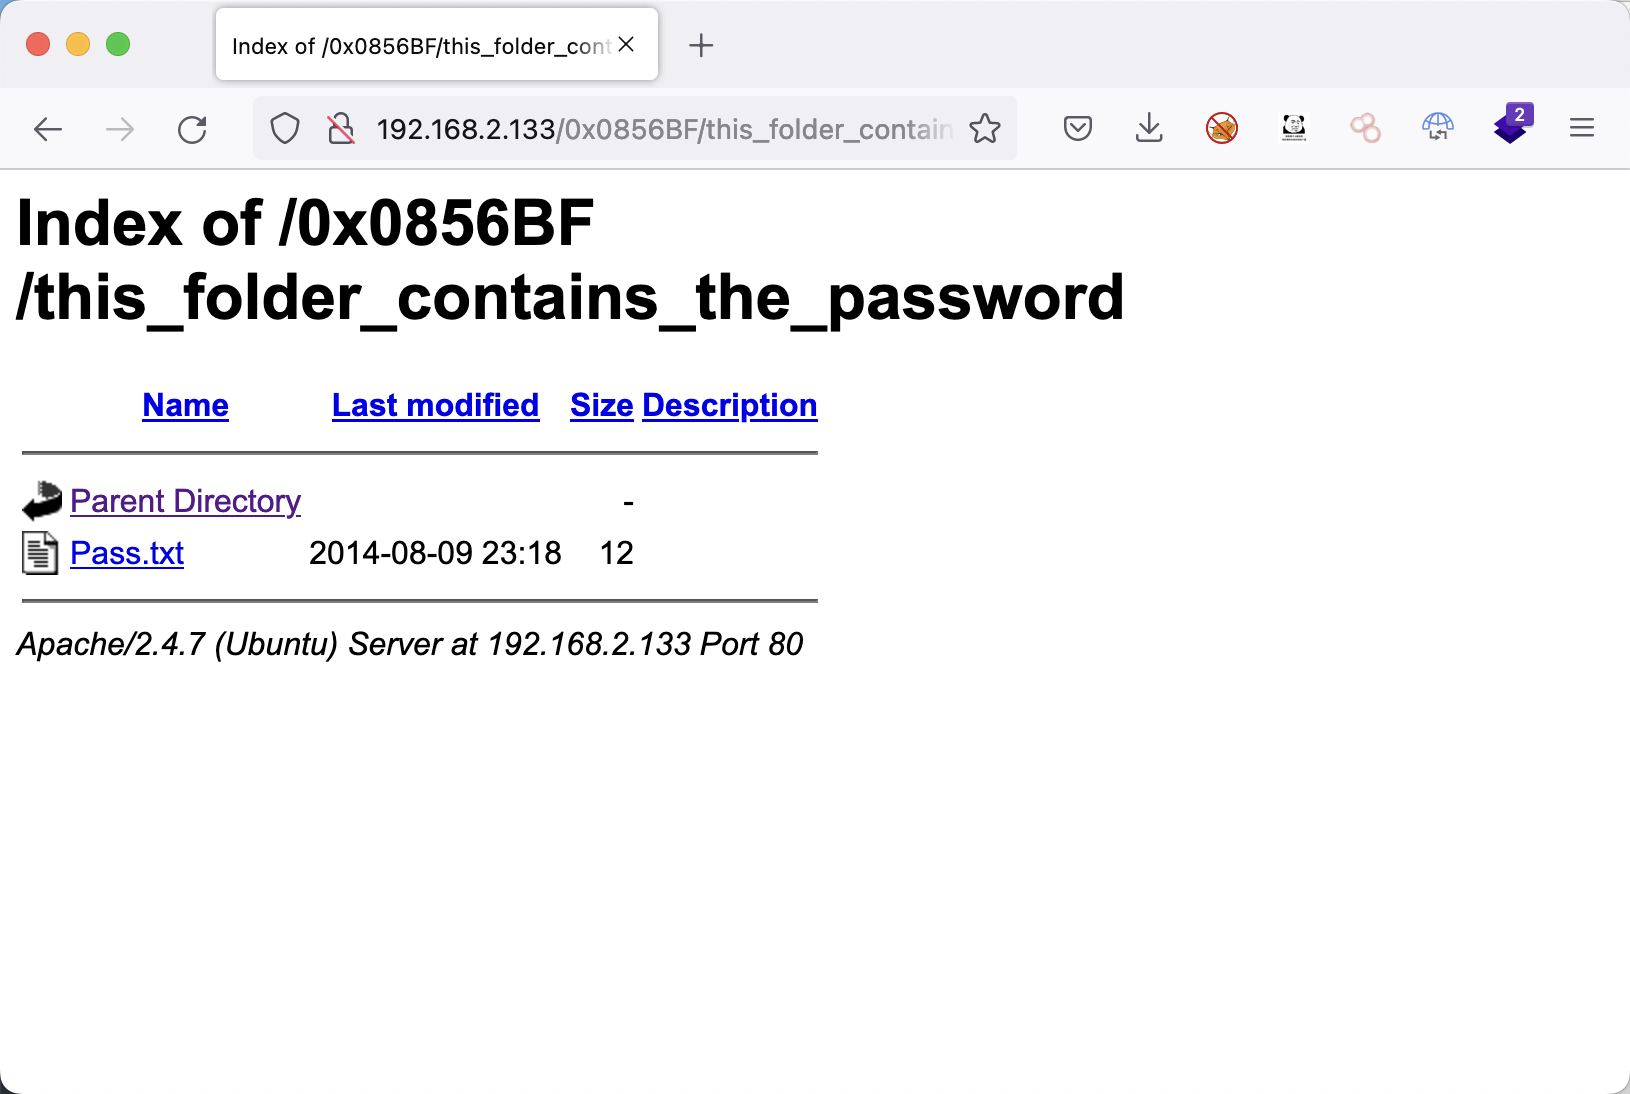 Index of /0x0856BF/this_folder_cont
192.168.2.133/0x0856BF/this_folder_contain
2
Index of /0x0856BF
/this_folder_contains_the_password
Name Last modified Size Description
Parent Directory -
Pass.txt 2014-08-09 23:18 12
Apache/2.4.7 (Ubuntu) Server at 192.168.2.133 Port 80